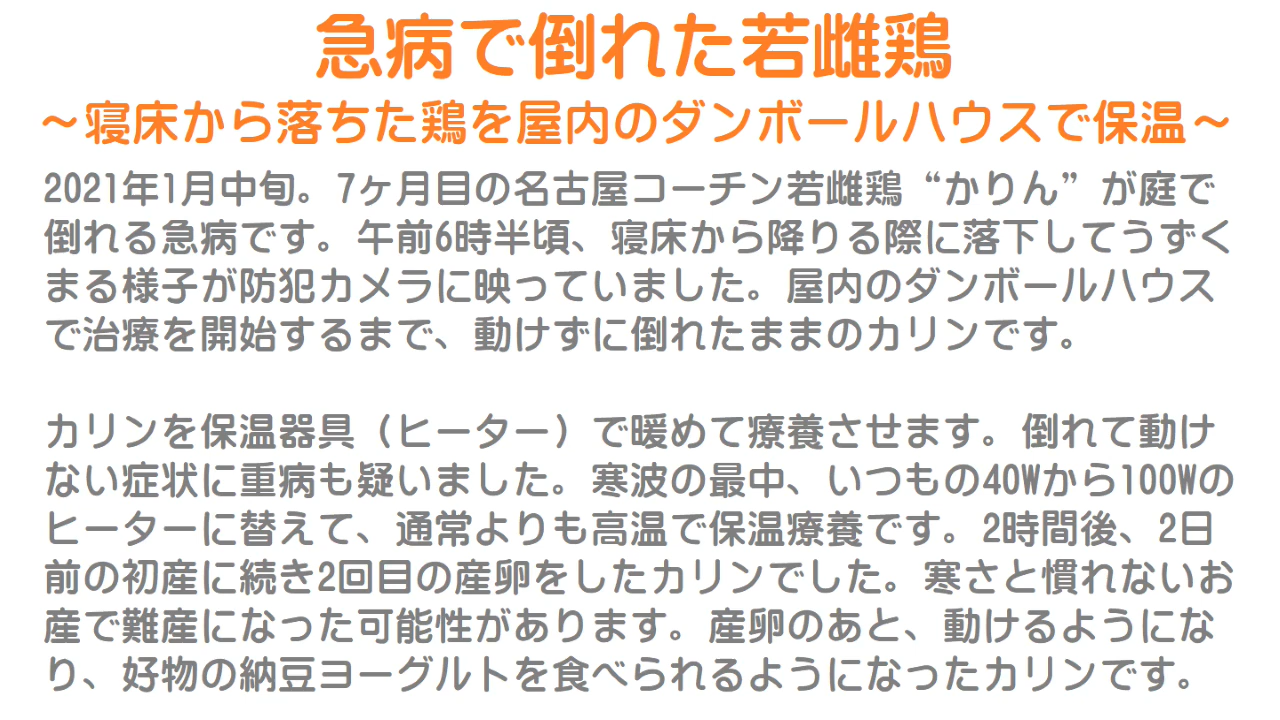 急病で倒れた若雌鶏
～寝床から落ちた鶏を屋内のダンボールハウスで保温～
2021年1月中旬。7ヶ月目の名古屋コーチン若雌鶏“かりん”が庭で
倒れる急病です。午前6時半頃、寝床から降りる際に落下してうずく
まる様子が防犯カメラに映っていました。屋内のダンボールハウス
で治療を開始するまで、動けずに倒れたままのカリンです。
カリンを保温器具（ヒーター）で暖めて療養させます。倒れて動け
ない症状に重病も疑いました。寒波の最中、いつもの40Wから100Wの
ヒーターに替えて、通常よりも高温で保温療養です。2時間後、2日
前の初産に続き2回目の産卵をしたカリンでした。寒さと慣れないお
産で難産になった可能性があります。産卵のあと、動けるようにな
り、好物の納豆ヨーグルトを食べられるようになったカリンです。